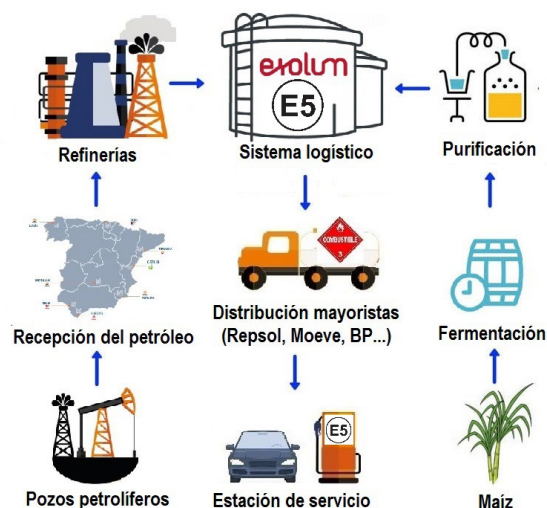 exolum
E5
Refinerías
Sistema logístico
Purificación
COMBUSTIBLE
3
Recepción del petróleo
Distribución mayoristas
(Repsol, Moeve, BP...)
Fermentación
E5
Pozos petrolíferos
Estación de servicio
Maíz